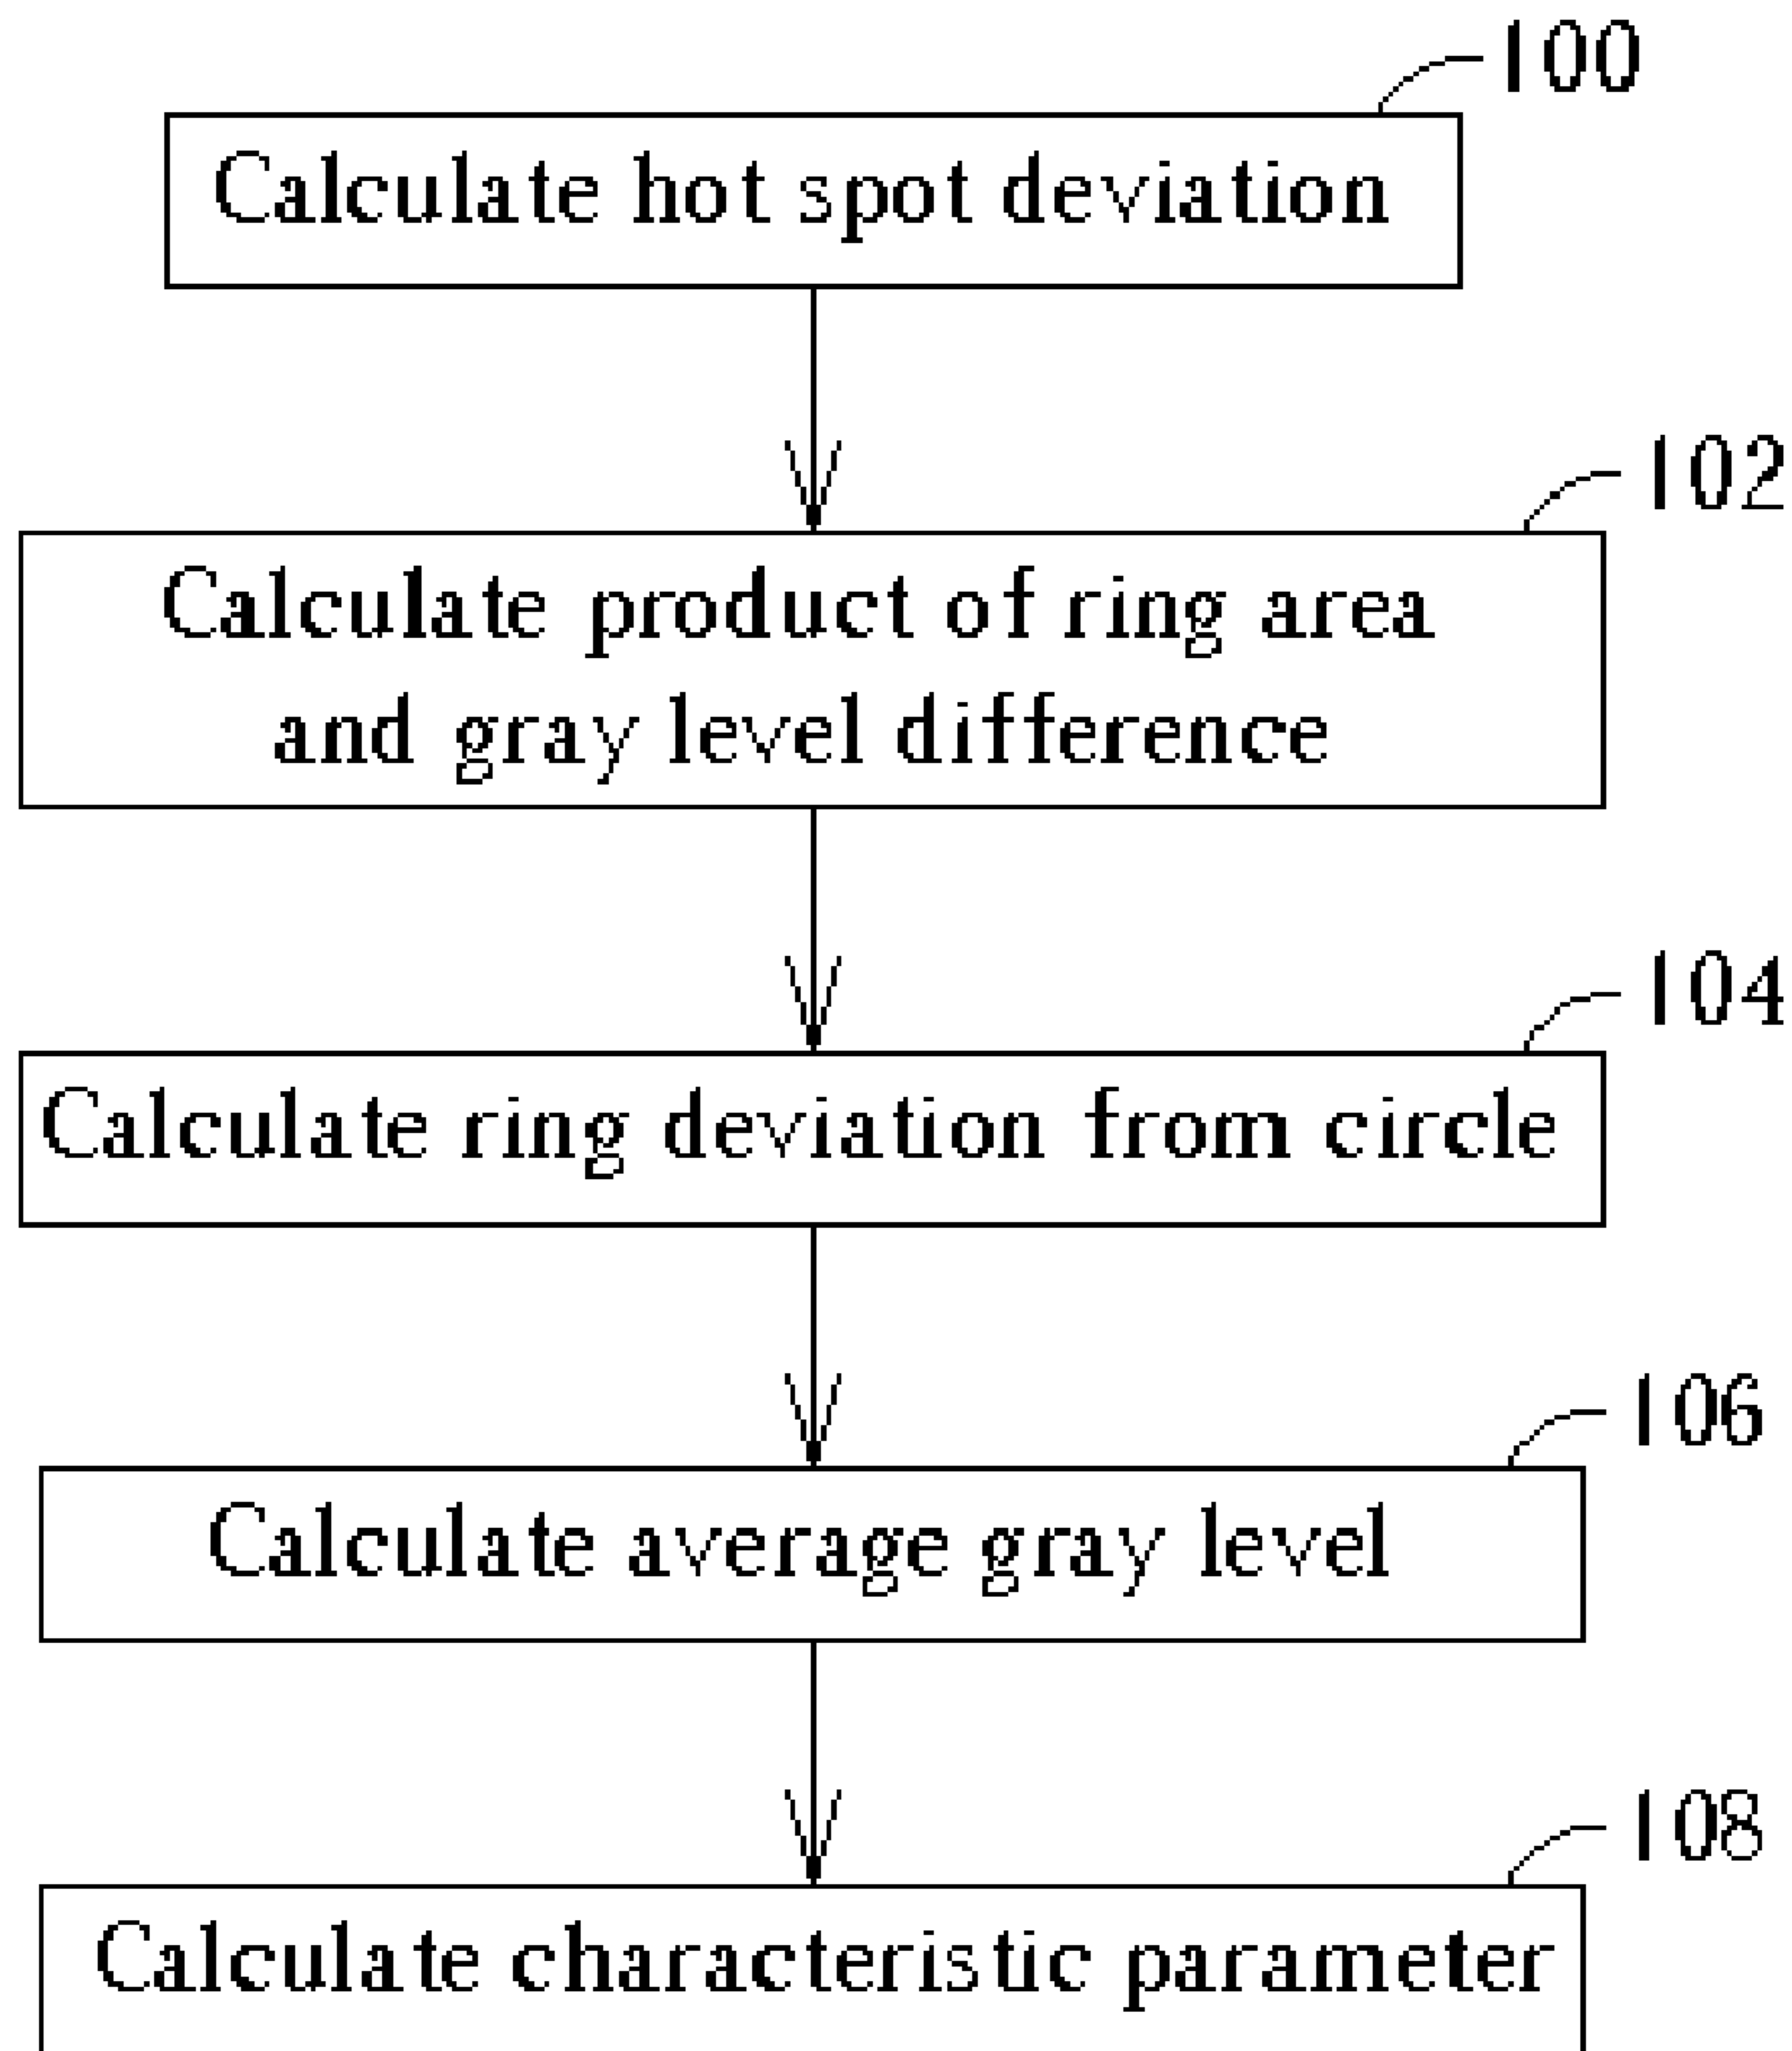 100
Calculate hot spot deviation
102
Calculate product of ring area
and gray level difference
104
Calculate ring deviation from circle
106
Calculate average gray level
108
Calculate characteristic parameter